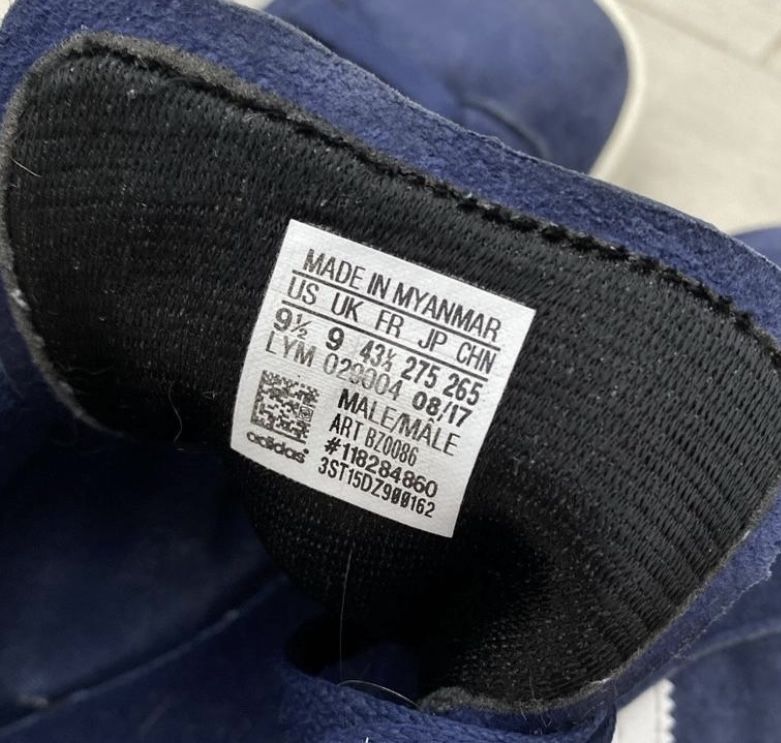 MADE IN MYANMAR
US UK FR JP CHN
9½ 9 43⅓ 275 265
LYM 029004 08/17
MALE/MÂLE
ART BZ0086
#118284860
adidas
3ST15DZ900162